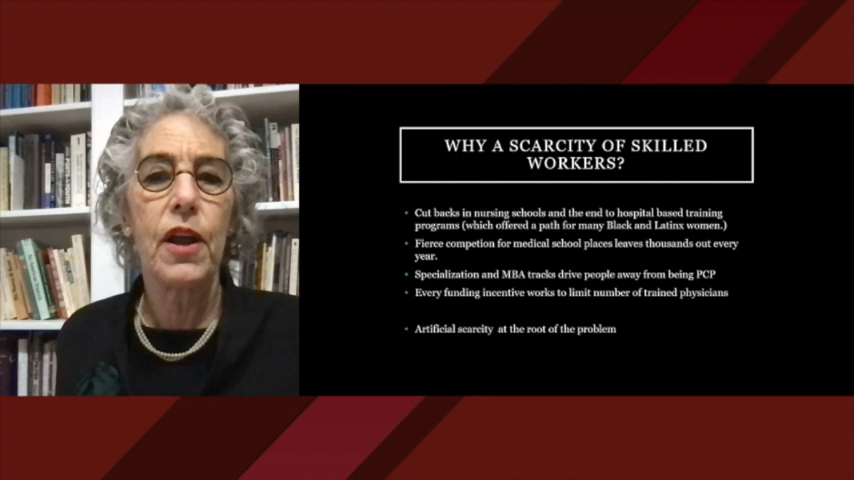 WHY A SCARCITY OF SKILLED
WORKERS?
Cut backs in nursing schools and the end to hospital based training
programs (which offered a path for many Black and Latinx women.)
Fierce competion for medical school places leaves thousands out every
year.
Specialization and MBA tracks drive people away from being PCP
Every funding incentive works to limit number of trained physicians
Artificial scarcity at the root of the problem